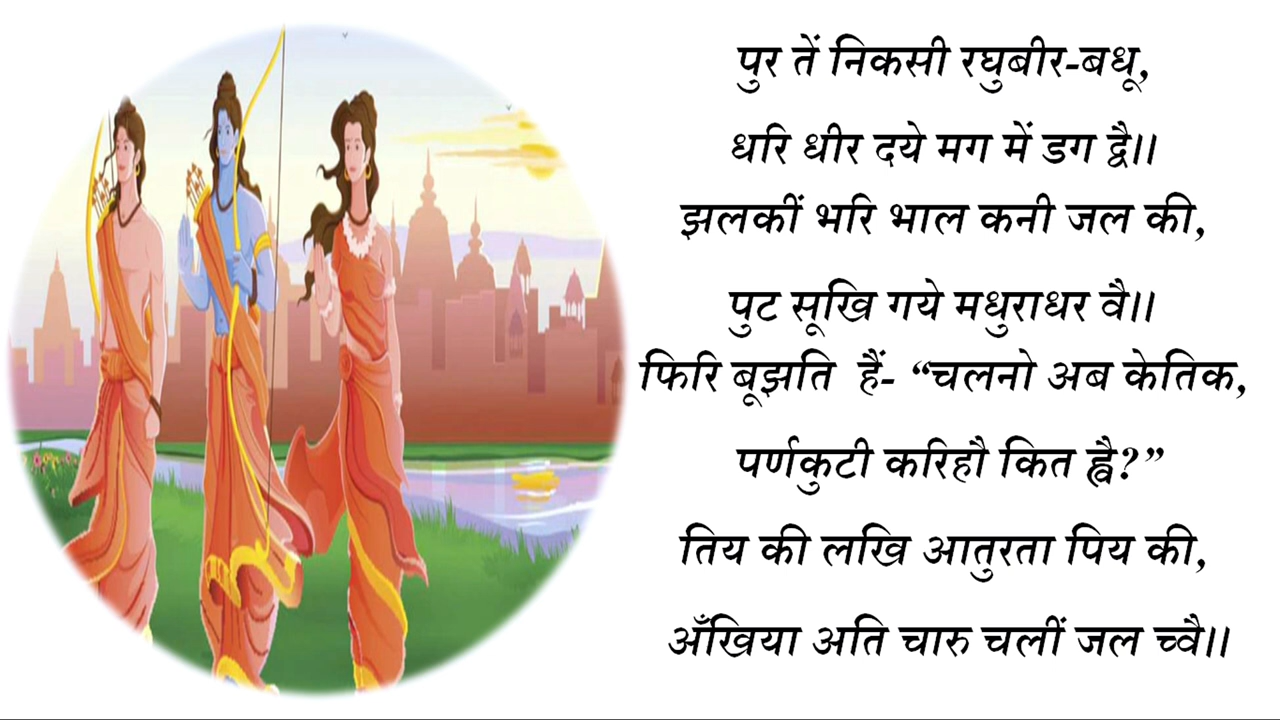 पुर तें निकसी रघुबीर-बधू,
धरि धीर दये मग में डग द्वै।।
झलकीं भरि भाल कनी जल की,
पुट सूखि गये मधुराधर वै।।
फिरि बूझति हैं- “चलनो अब केतिक,
पर्णकुटी करिहौ कित ह्वै?”
तिय की लखि आतुरता पिय की,
अँखिया अति चारु चलीं जल च्वै।।